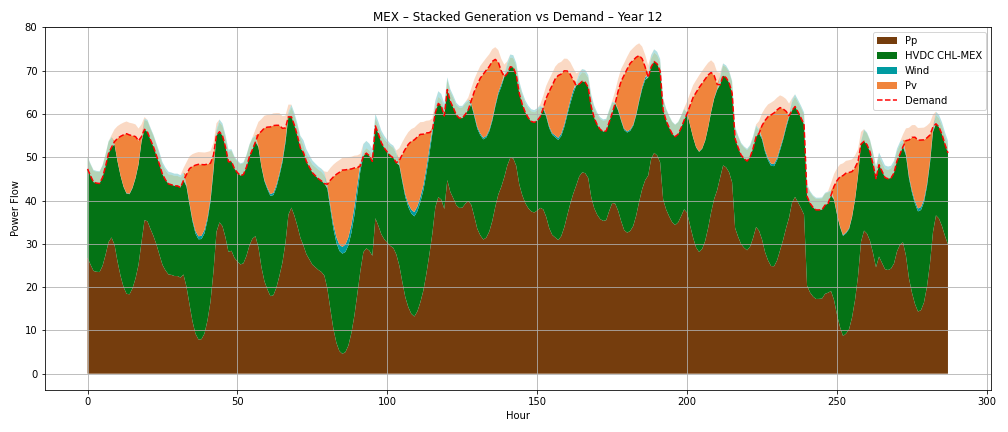 MEX – Stacked Generation vs Demand – Year 12
Power Flow
80
70
60
50
40
30
20
10
0
0 50 100 150 200 250 300
Hour
Pp
HVDC CHL-MEX
Wind
Pv
Demand